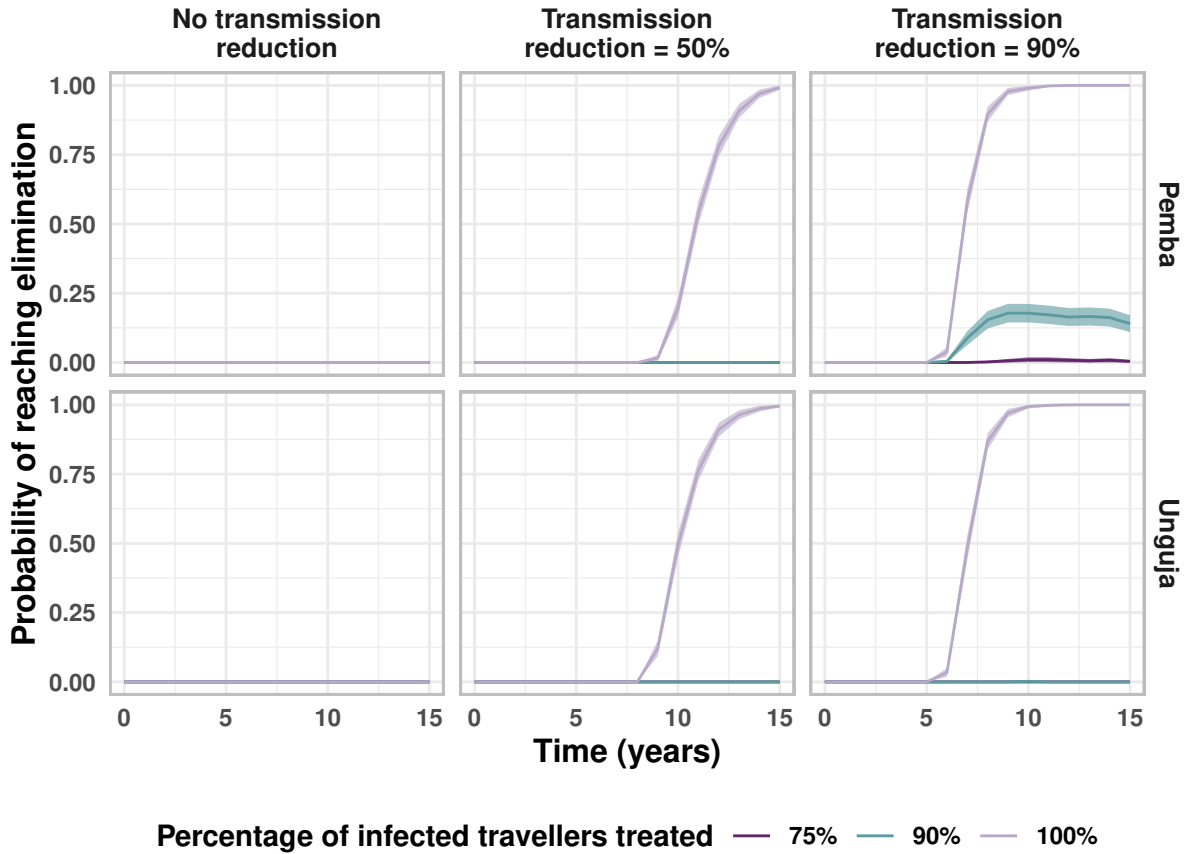 No transmission
reduction
Transmission
reduction = 50%
Transmission
reduction = 90%
Probability of reaching elimination
1.00
0.75
0.50
0.25
0.00
Pemba
1.00
0.75
0.50
0.25
0.00
Unguja
0 5 10 15
0 5 10 15
0 5 10 15
Time (years)
Percentage of infected travellers treated 75% 90% 100%